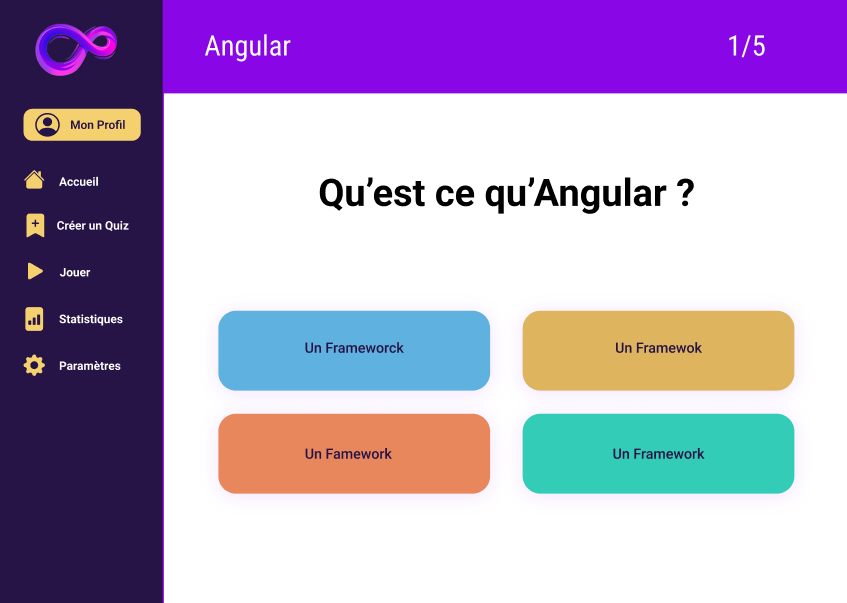 Angular
1/5
Mon Profil
Accueil
Créer un Quiz
Jouer
Statistiques
Paramètres
Qu’est ce qu’Angular ?
Un Frameworck
Un Framewok
Un Famework
Un Framework